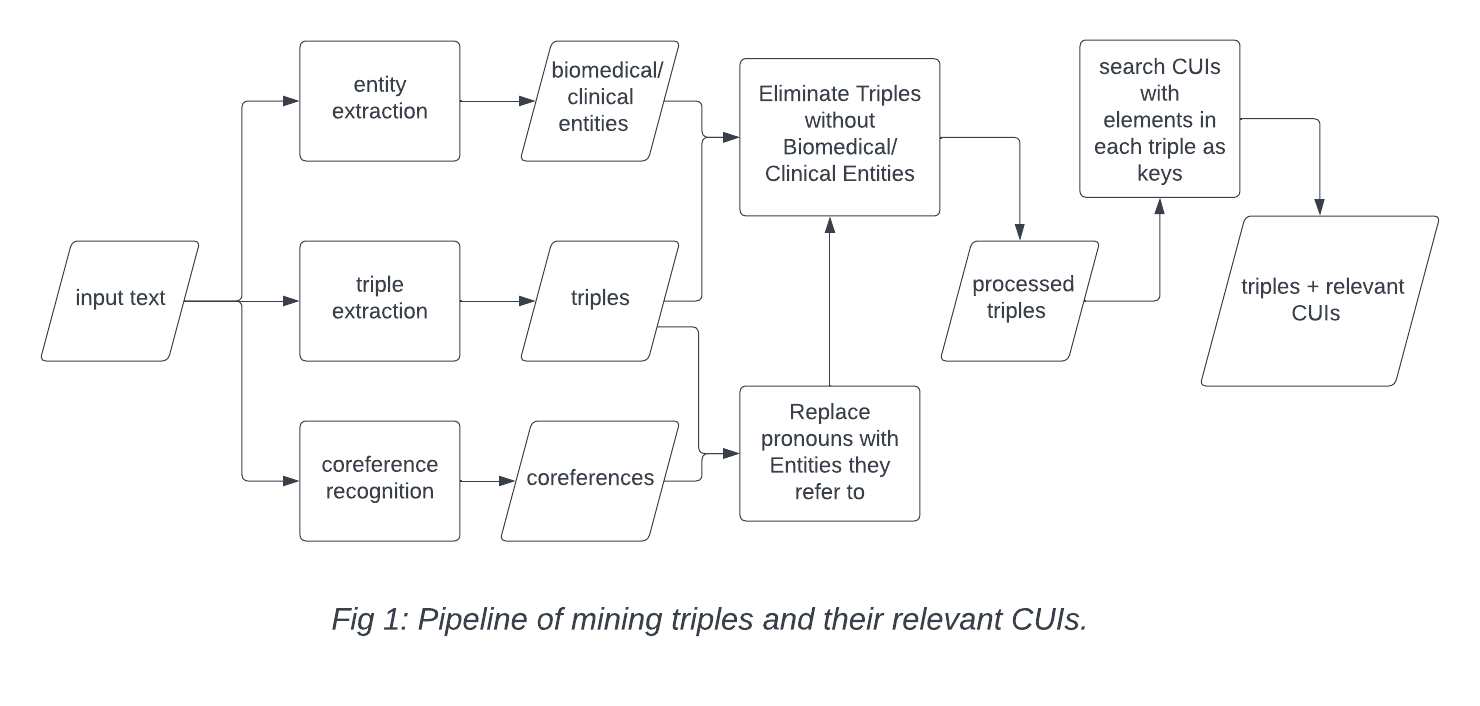 entity
extraction
biomedical/
clinical
entities
Eliminate Triples
without
Biomedical/
Clinical Entities
search CUIs
with
elements in
each triple as
keys
input text
triple
extraction
triples
processed
triples
triples + relevant
CUIs
coreference
recognition
coreferences
Replace
pronouns with
Entities they
refer to
Fig 1: Pipeline of mining triples and their relevant CUIs.